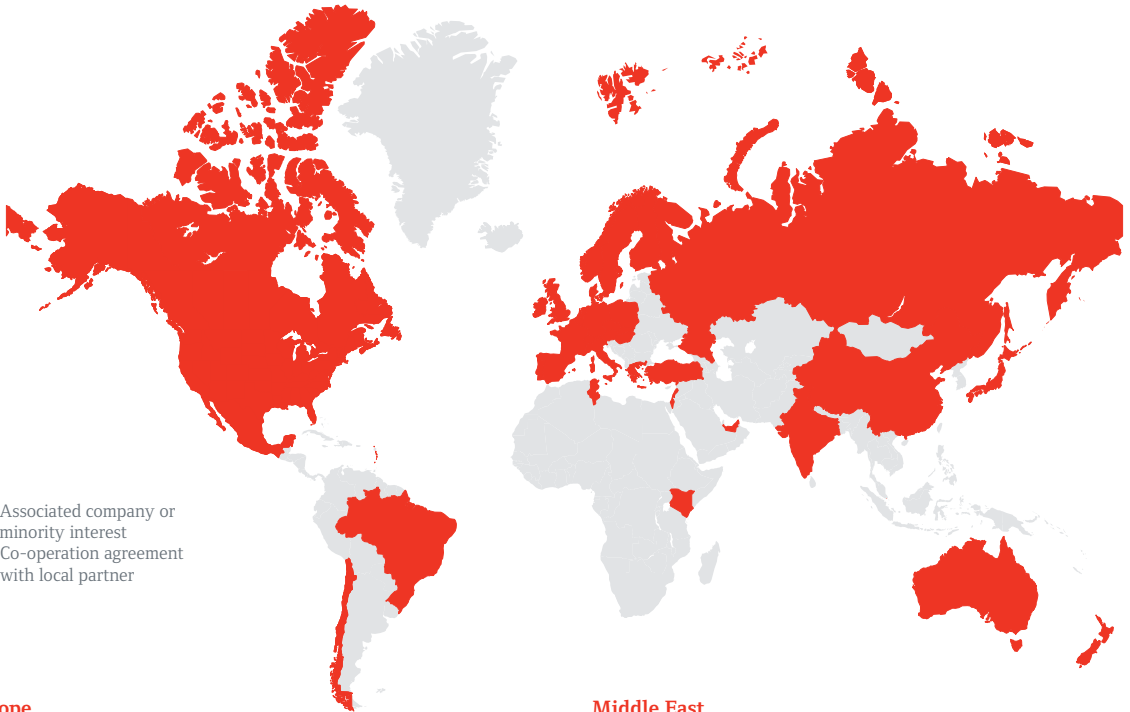 Associated company or
minority interest
Co-operation agreement
with local partner
ope
Middle East